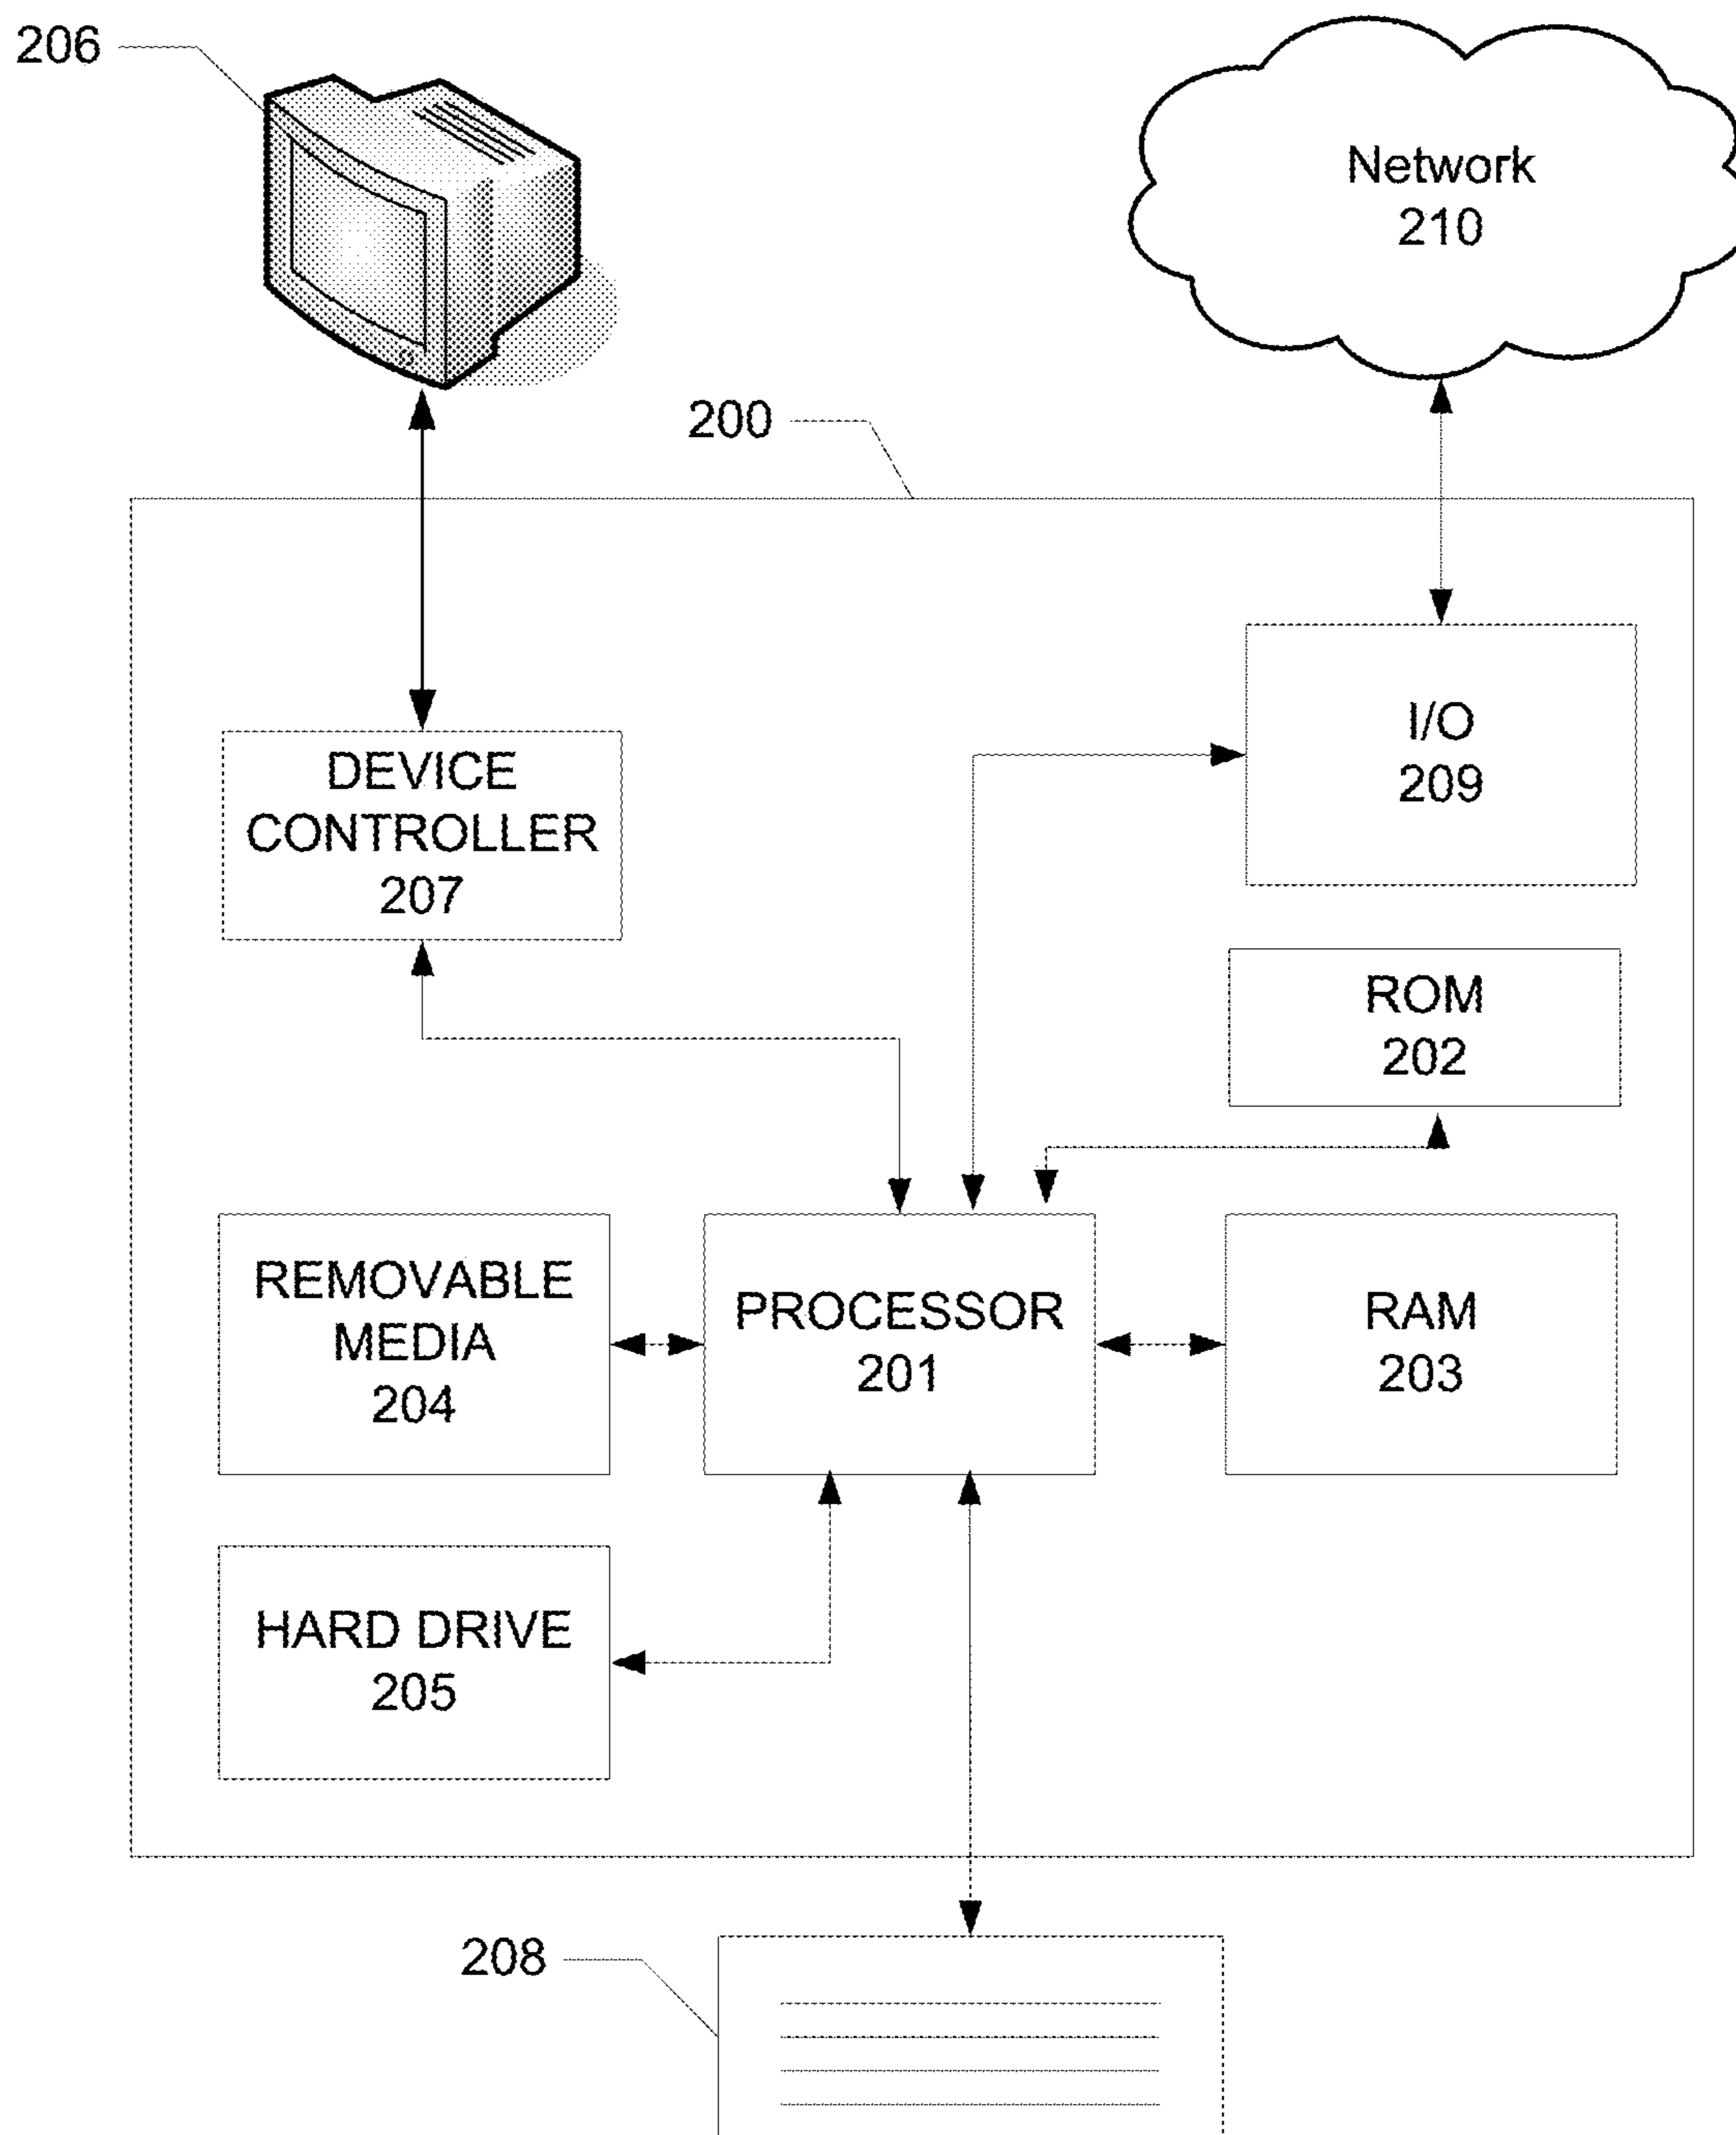 206
Network
210
200
DEVICE
CONTROLLER
207
I/O
209
ROM
202
REMOVABLE
MEDIA
204
PROCESSOR
201
RAM
203
HARD DRIVE
205
208